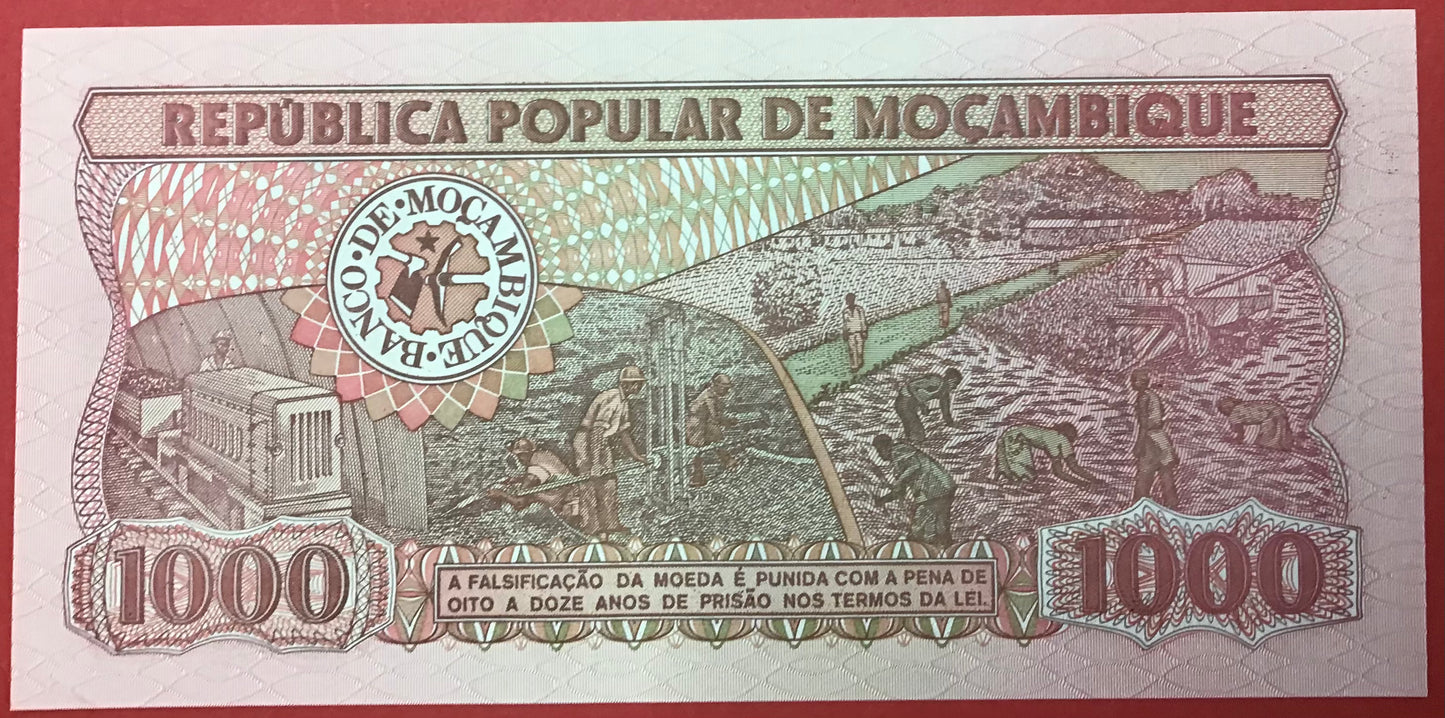 REPÚBLICA POPULAR DE MOÇAMBIQUE
BANCO·DE·MOÇAMBIQUE·
1000
A FALSIFICAÇÃO DA MOEDA É PUNIDA COM A PENA DE
OITO A DOZE ANOS DE PRISÃO NOS TERMOS DA LEI.
1000